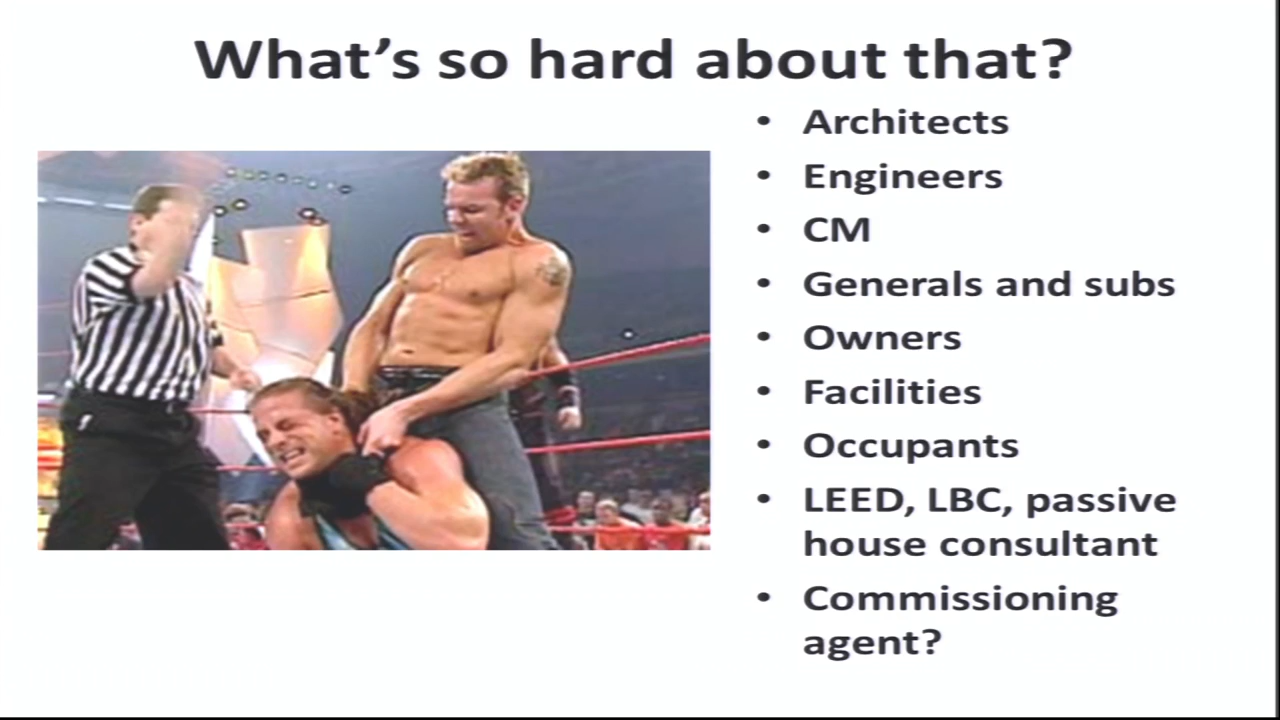 What's so hard about that?
• Architects
• Engineers
• CM
• Generals and subs
• Owners
• Facilities
• Occupants
• LEED, LBC, passive
house consultant
• Commissioning
agent?